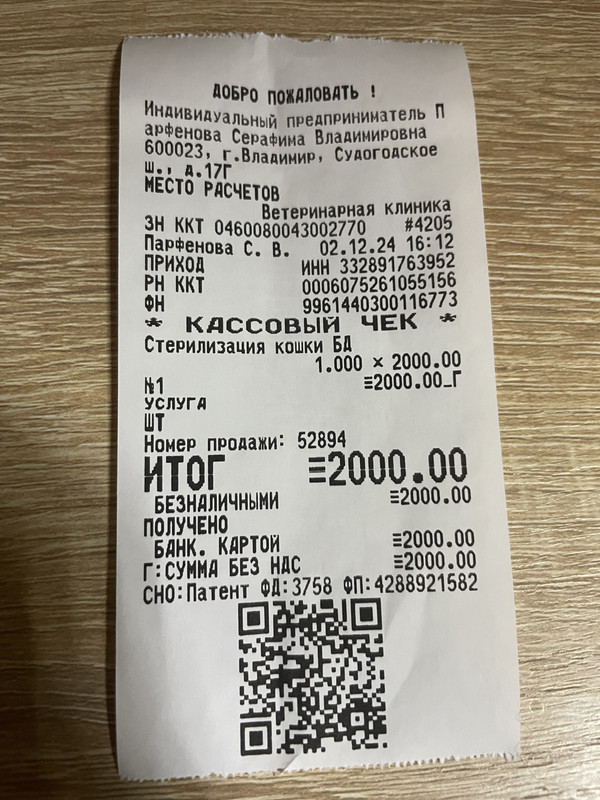 ДОБРО ПОЖАЛОВАТЬ !
Индивидуальный предприниматель П
арфенова Серафима Владимировна
600023, г.Владимир, Судогодское
ш., д.17Г
МЕСТО РАСЧЕТОВ
Ветеринарная клиника
ЗН ККТ 0460080043002770 #4205
Парфенова С. В. 02.12.24 16:12
ПРИХОД ИНН 332891763952
РН ККТ 0006075261055156
ФН 9961440300116773
* КАССОВЫЙ ЧЕК *
Стерилизация кошки БД
1.000 × 2000.00
№1 ≡2000.00_Г
УСЛУГА
ШТ
Номер продажи: 52894
ИТОГ ≡2000.00
БЕЗНАЛИЧНЫМИ ≡2000.00
ПОЛУЧЕНО
БАНК. КАРТОЙ ≡2000.00
Г:СУММА БЕЗ НДС ≡2000.00
СНО:Патент ФД:3758 ФП:4288921582